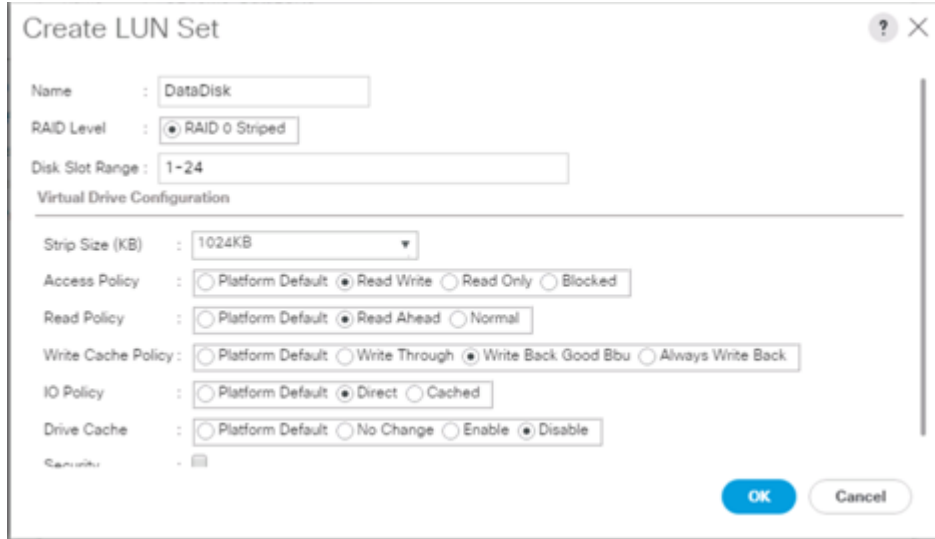 Create LUN Set ?
Name : DataDisk
RAID Level : RAID 0 Striped
Disk Slot Range : 1-24
Virtual Drive Configuration
Strip Size (KB) : 1024KB
Access Policy : Platform Default Read Write Read Only Blocked
Read Policy : Platform Default Read Ahead Normal
Write Cache Policy : Platform Default Write Through Write Back Good Bbu Always Write Back
IO Policy : Platform Default Direct Cached
Drive Cache : Platform Default No Change Enable Disable
Security :
OK Cancel